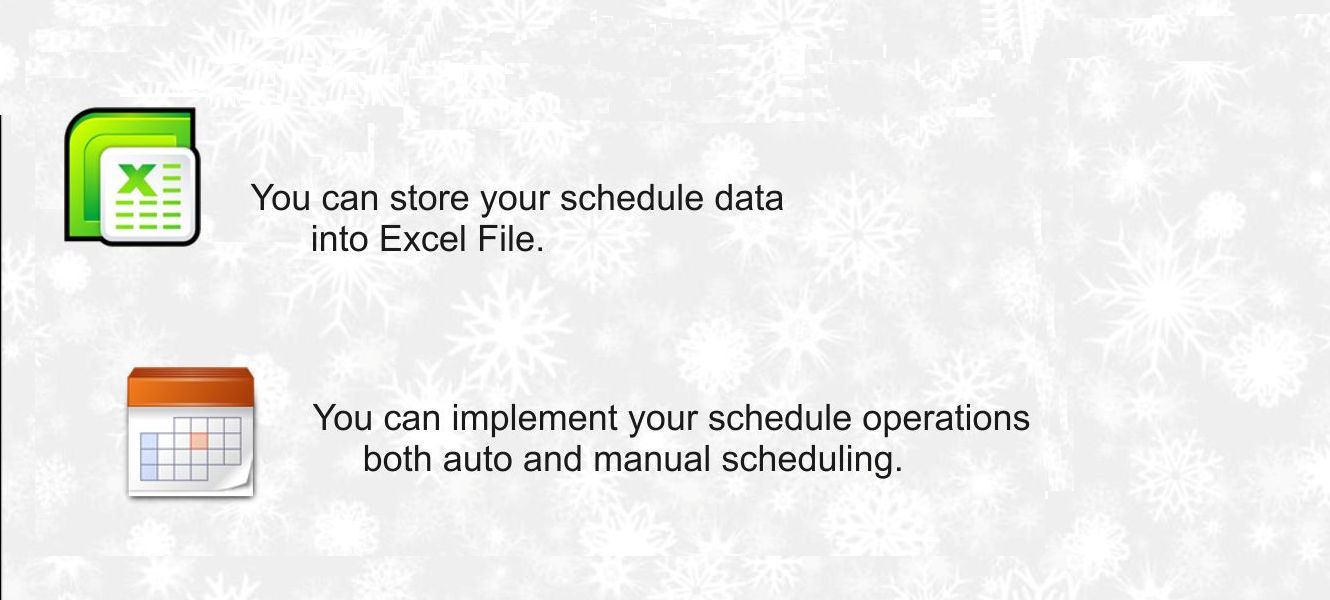 You can store your schedule data
into Excel File.
You can implement your schedule operations
both auto and manual scheduling.